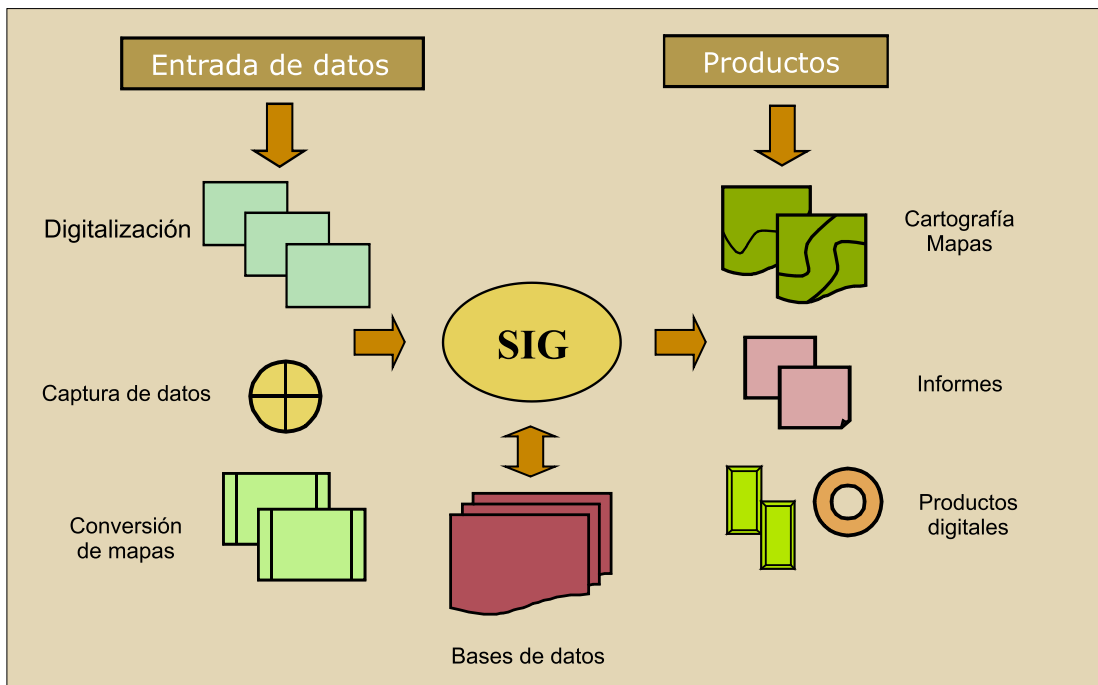 Entrada de datos
Productos
Digitalización
Cartografía
Mapas
SIG
Captura de datos
Informes
Conversión
de mapas
Productos
digitales
Bases de datos